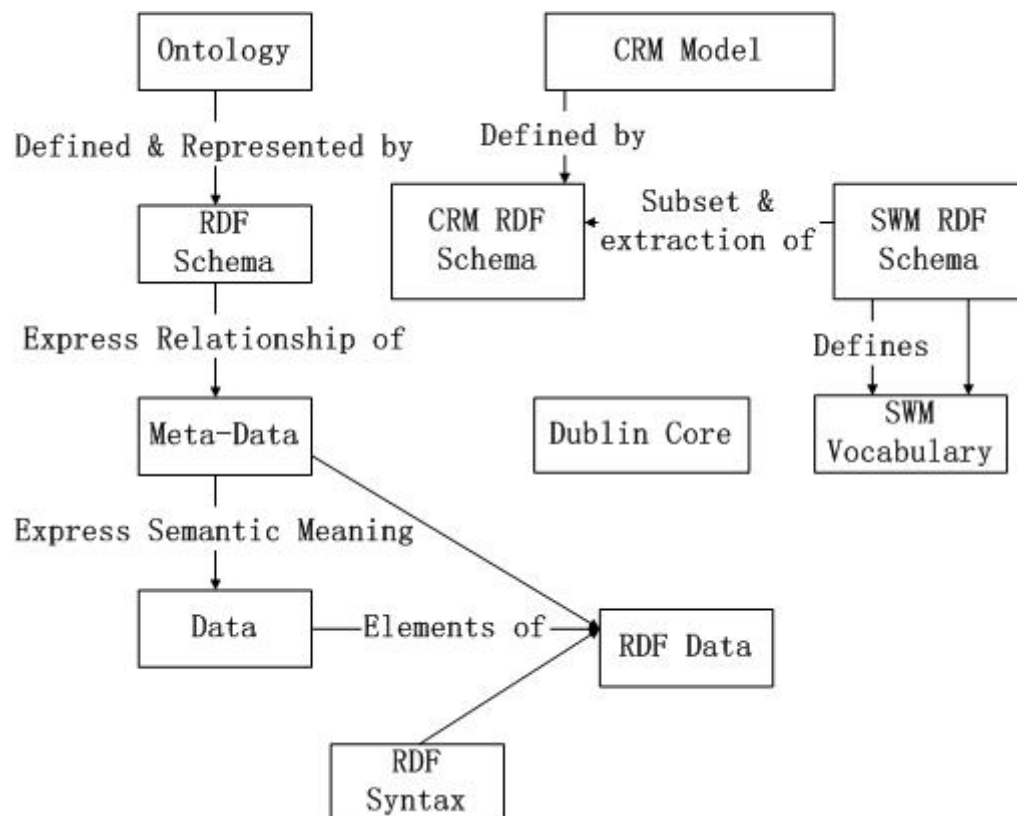 Ontology
CRM Model
Defined & Represented by
Defined by
RDF
Schema
CRM RDF
Schema
Subset &
extraction of
SWM RDF
Schema
Express Relationship of
Defines
Meta-Data
Dublin Core
SWM
Vocabulary
Express Semantic Meaning
Data
Elements of
RDF Data
RDF
Syntax